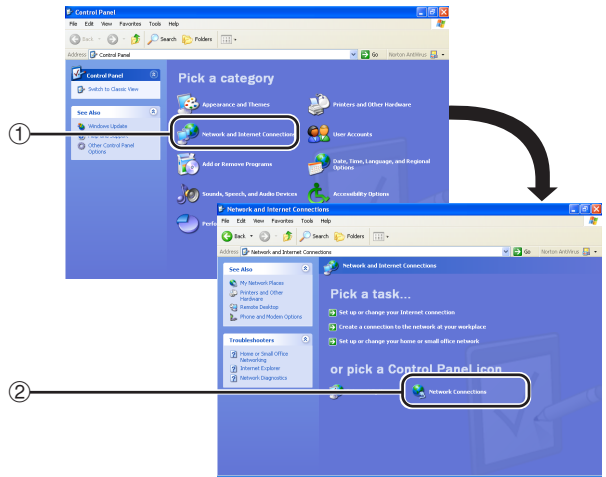 Control Panel
File Edit View Favorites Tools Help
Back Search Folders
Address Control Panel Go Norton AntiVirus
Control Panel
Switch to Classic View
See Also
Windows Update
Help and Support
Other Control Panel
Options
Pick a category
Appearance and Themes
Printers and Other Hardware
① Network and Internet Connections
User Accounts
Add or Remove Programs
Date, Time, Language, and Regional
Options
Sounds, Speech, and Audio Devices
Accessibility Options
Perfo
Network and Internet Connections
File Edit View Favorites Tools Help
Back Search Folders
Address Network and Internet Connections Go Norton AntiVirus
See Also
My Network Places
Printers and Other
Hardware
Remote Desktop
Phone and Modem Options
Troubleshooters
Home or Small Office
Networking
Internet Explorer
Network Diagnostics
Network and Internet Connections
Pick a task...
Set up or change your Internet connection
Create a connection to the network at your workplace
Set up or change your home or small office network
or pick a Control Panel icon
② Network Connections